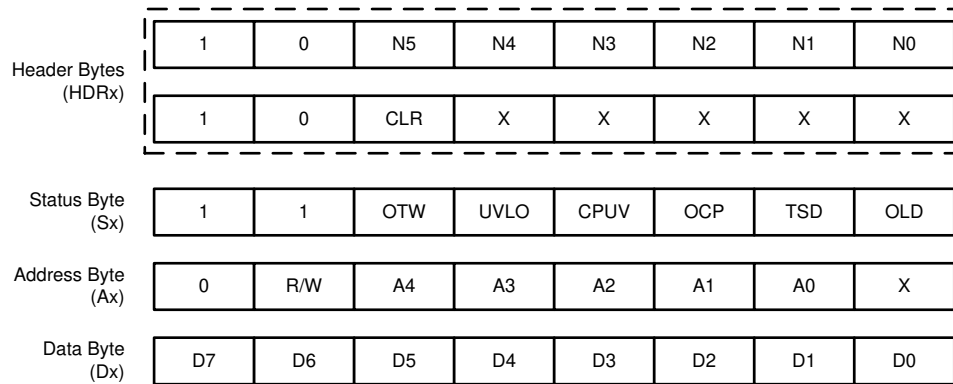 1 0 N5 N4 N3 N2 N1 N0
Header Bytes
(HDRx)
1 0 CLR X X X X X
Status Byte
(Sx)
1 1 OTW UVLO CPUV OCP TSD OLD
Address Byte
(Ax)
0 R/W A4 A3 A2 A1 A0 X
Data Byte
(Dx)
D7 D6 D5 D4 D3 D2 D1 D0